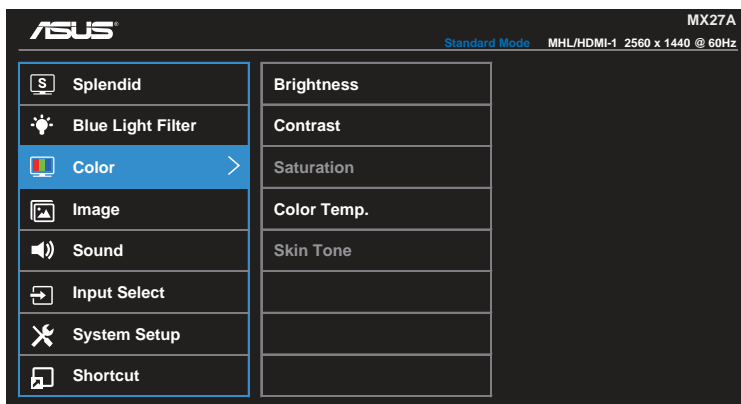 ASUS
MX27A
Standard Mode MHL/HDMI-1 2560 x 1440 @ 60Hz
S Splendid
Blue Light Filter
Color
Image
Sound
Input Select
System Setup
Shortcut
Brightness
Contrast
Saturation
Color Temp.
Skin Tone